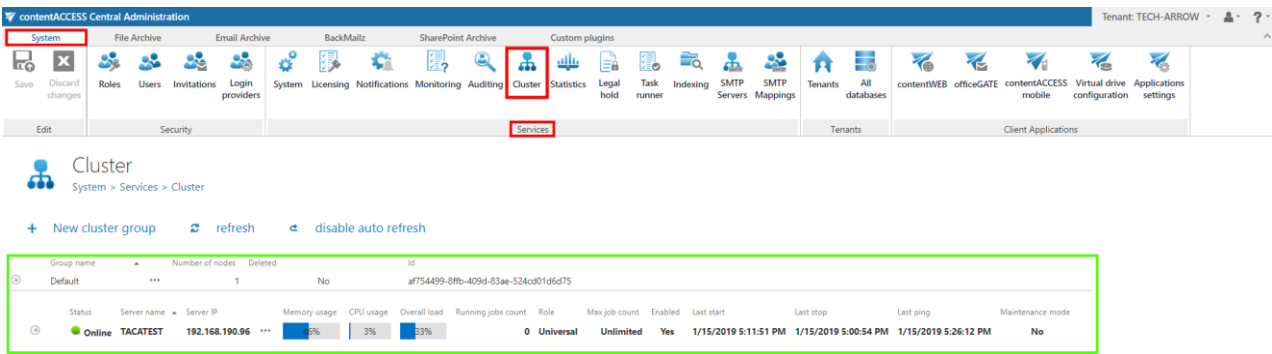 contentACCESS Central Administration
Tenant: TECH-ARROW
System File Archive Email Archive BackMailz SharePoint Archive Custom plugins
Save Discard changes Roles Users Invitations Login providers System Licensing Notifications Monitoring Auditing Cluster Statistics Legal hold Task runner Indexing SMTP Servers SMTP Mappings Tenants All databases contentWEB officeGATE contentACCESS mobile Virtual drive configuration Applications settings
Edit Security Services Tenants Client Applications
Cluster
System > Services > Cluster
+ New cluster group refresh disable auto refresh
Group name Number of nodes Deleted Id
Default ••• 1 No af754499-8ffb-409d-83ae-524cd01d6d75
Status Server name Server IP Memory usage CPU usage Overall load Running jobs count Role Max job count Enabled Last start Last stop Last ping Maintenance mode
Online TACATEST 192.168.190.96 ••• 46% 3% 33% 0 Universal Unlimited Yes 1/15/2019 5:11:51 PM 1/15/2019 5:00:54 PM 1/15/2019 5:26:12 PM No